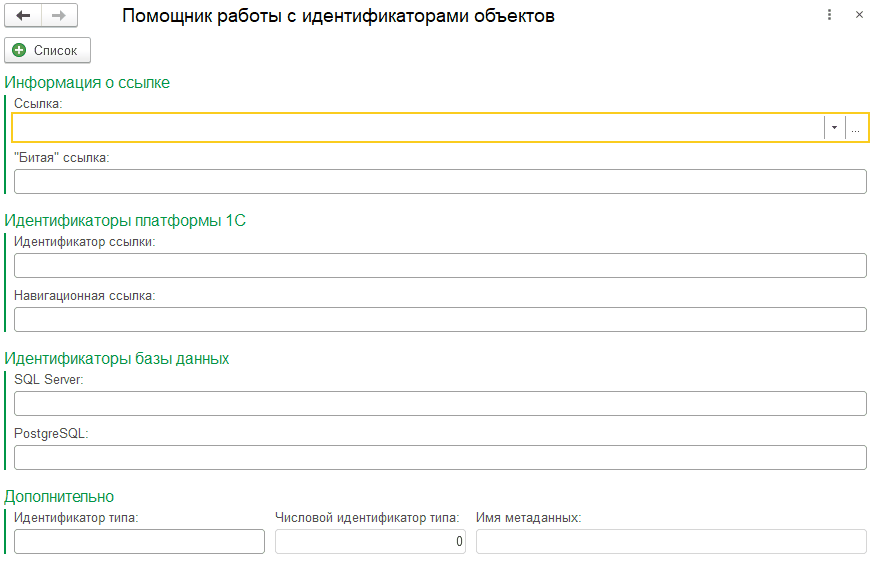 Помощник работы с идентификаторами объектов
Список
Информация о ссылке
Ссылка:
...
"Битая" ссылка:
Идентификаторы платформы 1С
Идентификатор ссылки:
Навигационная ссылка:
Идентификаторы базы данных
SQL Server:
PostgreSQL:
Дополнительно
Идентификатор типа: Числовой идентификатор типа: Имя метаданных:
0